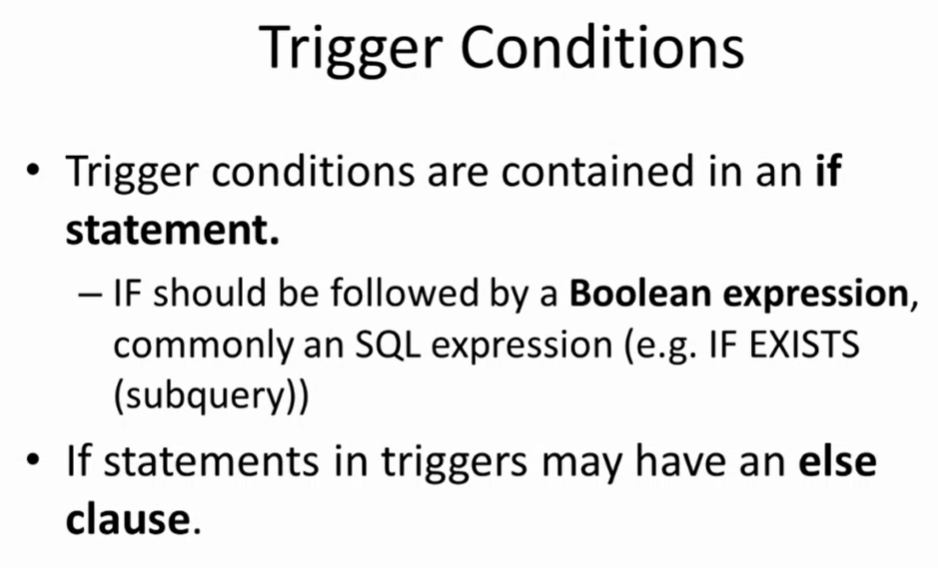 Trigger Conditions
• Trigger conditions are contained in an if
statement.
– IF should be followed by a Boolean expression,
commonly an SQL expression (e.g. IF EXISTS
(subquery))
• If statements in triggers may have an else
clause.